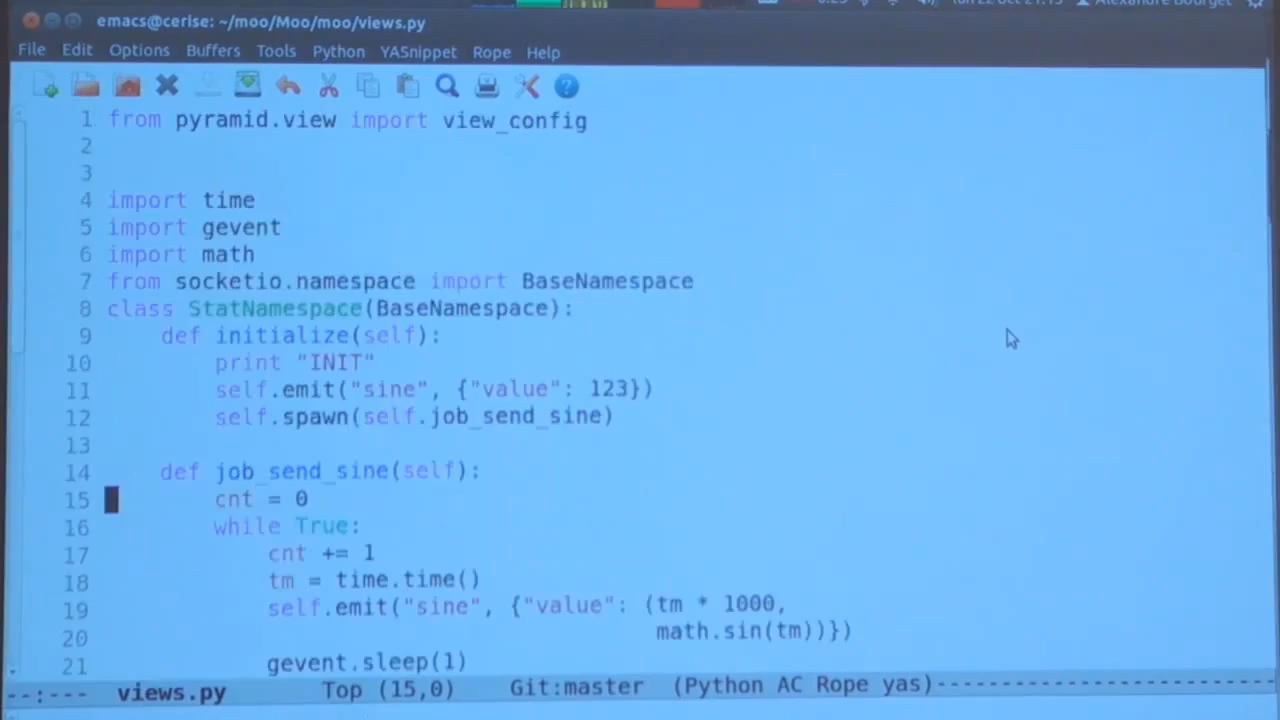 emacs@cerise: ~/moo/Moo/moo/views.py
File Edit Options Buffers Tools Python YASnippet Rope Help
1 from pyramid.view import view_config
2
3
4 import time
5 import gevent
6 import math
7 from socketio.namespace import BaseNamespace
8 class StatNamespace(BaseNamespace):
9     def initialize(self):
10         print "INIT"
11         self.emit("sine", {"value": 123})
12         self.spawn(self.job_send_sine)
13
14     def job_send_sine(self):
15         cnt = 0
16         while True:
17             cnt += 1
18             tm = time.time()
19             self.emit("sine", {"value": (tm * 1000,
20                                          math.sin(tm))})
21             gevent.sleep(1)
--:--- views.py Top (15,0) Git:master (Python AC Rope yas)----------------------------